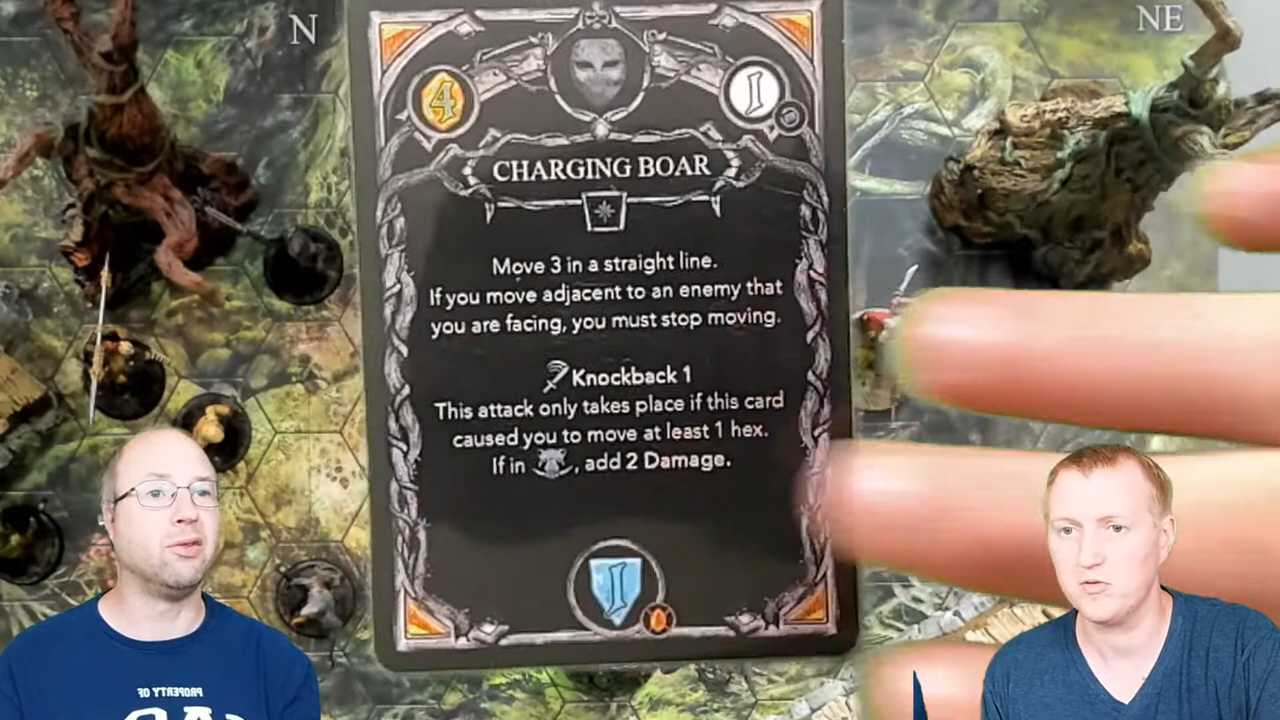 N
NE
4
1
CHARGING BOAR
Move 3 in a straight line.
If you move adjacent to an enemy that
you are facing, you must stop moving.
Knockback 1
This attack only takes place if this card
caused you to move at least 1 hex.
If in , add 2 Damage.
1
PROPERTY OF